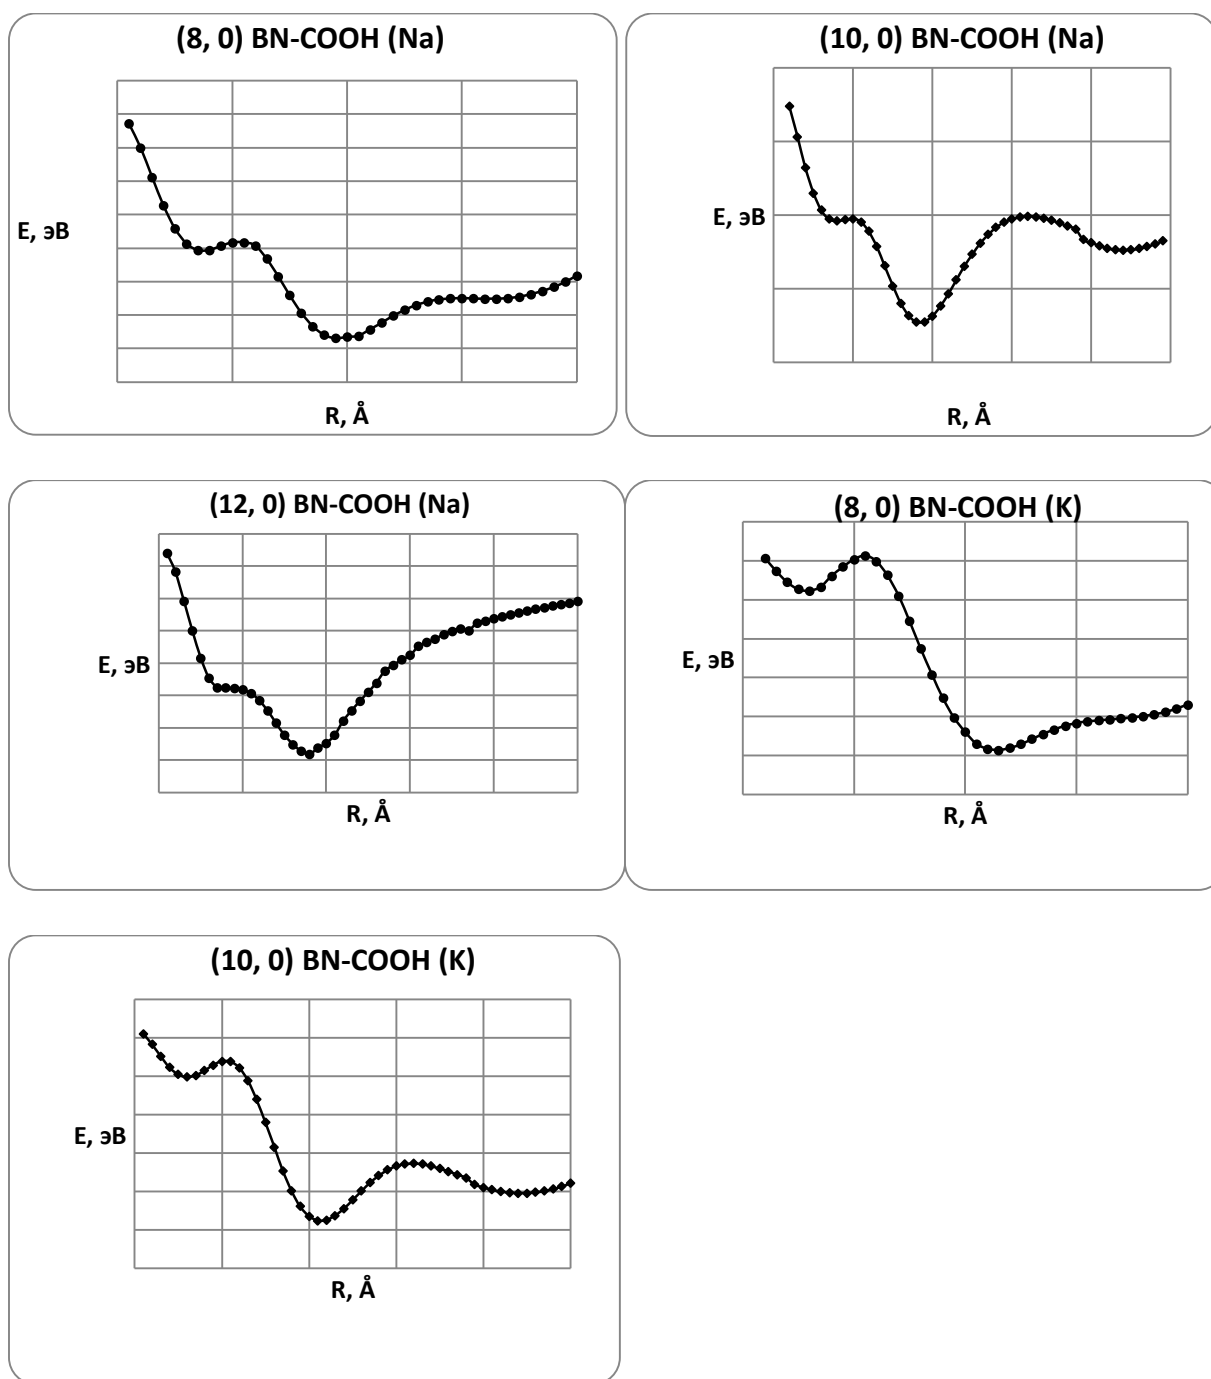 (8, 0) BN-COOH (Na)
E, эВ
R, Å
(10, 0) BN-COOH (Na)
E, эВ
R, Å
(12, 0) BN-COOH (Na)
E, эВ
R, Å
(8, 0) BN-COOH (K)
E, эВ
R, Å
(10, 0) BN-COOH (K)
E, эВ
R, Å